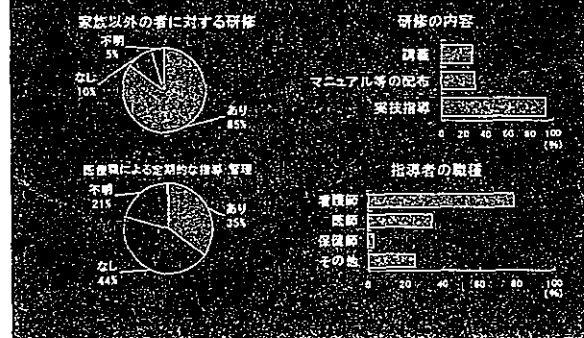 家族以外の者に対する研修
不明
5%
なし
10%
あり
85%
研修の内容
講義
マニュアル等の配布
実技指導
0 20 40 60 80 100
(%)
医療職による定期的な指導 管理
不明
21%
あり
35%
なし
44%
指導者の職種
看護師
医師
保健師
その他
0 20 40 60 80 100
(%)